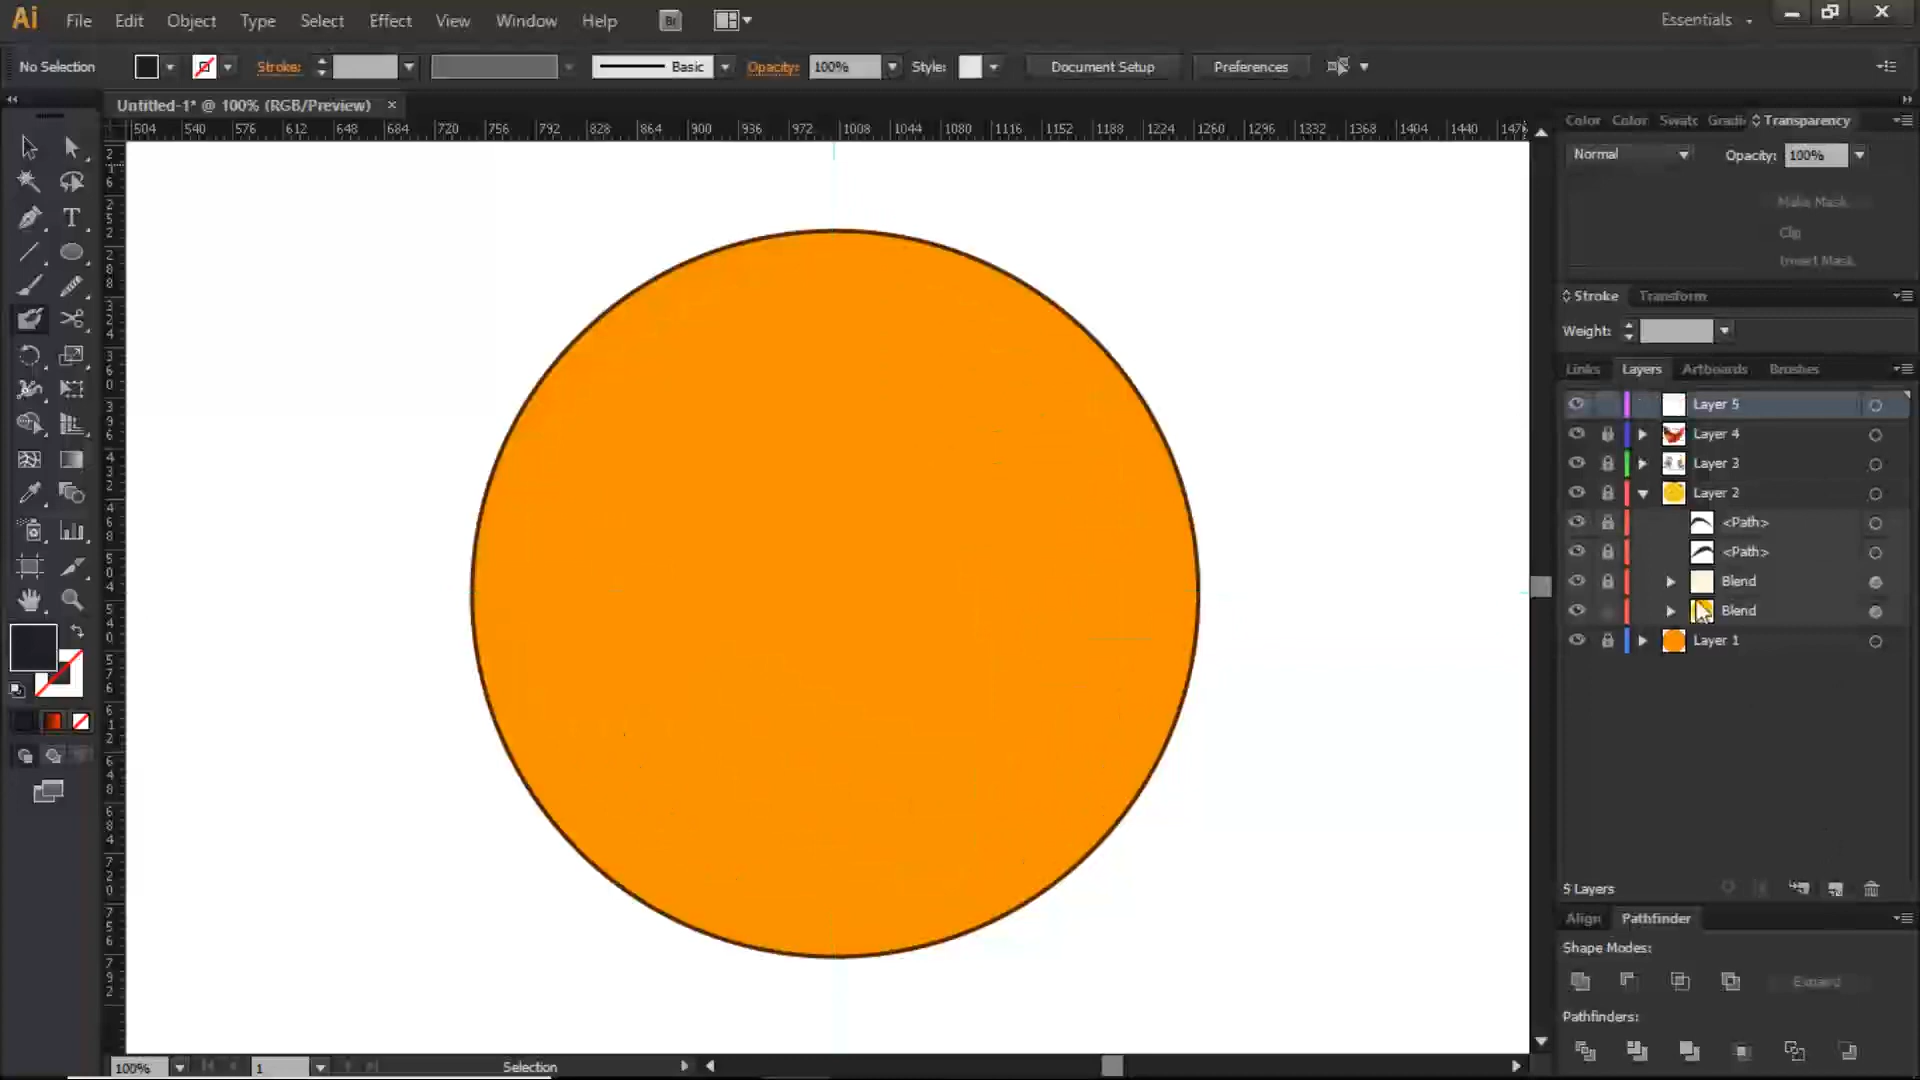 Ai File Edit Object Type Select Effect View Window Help Br Essentials
No Selection Stroke: Basic Opacity: 100% Style: Document Setup Preferences
Untitled-1* @ 100% (RGB/Preview) ×
504 540 576 612 648 684 720 756 792 828 864 900 936 972 1008 1044 1080 1116 1152 1188 1224 1260 1296 1332 1368 1404 1440 1476
Color Color Swatc Gradi Transparency
Normal Opacity: 100%
Make Mask
Clip
Invert Mask
Stroke Transform
Weight:
Links Layers Artboards Brushes
Layer 5
Layer 4
Layer 3
Layer 2
<Path>
<Path>
Blend
Blend
Layer 1
5 Layers
Align Pathfinder
Shape Modes:
Expand
Pathfinders:
100% 1 Selection